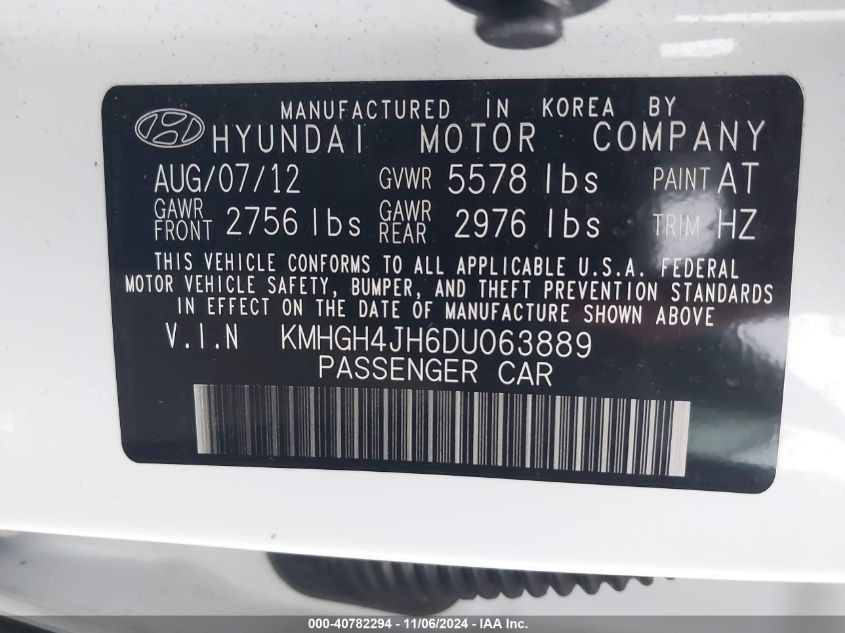 MANUFACTURED IN KOREA BY
HYUNDAI MOTOR COMPANY
AUG/07/12 GVWR 5578 lbs PAINT AT
GAWR FRONT 2756 lbs GAWR REAR 2976 lbs TRIM HZ
THIS VEHICLE CONFORMS TO ALL APPLICABLE U.S.A. FEDERAL
MOTOR VEHICLE SAFETY, BUMPER, AND THEFT PREVENTION STANDARDS
IN EFFECT ON THE DATE OF MANUFACTURE SHOWN ABOVE
V.I.N KMHGH4JH6DU063889
PASSENGER CAR
000-40782294 - 11/06/2024 - IAA Inc.